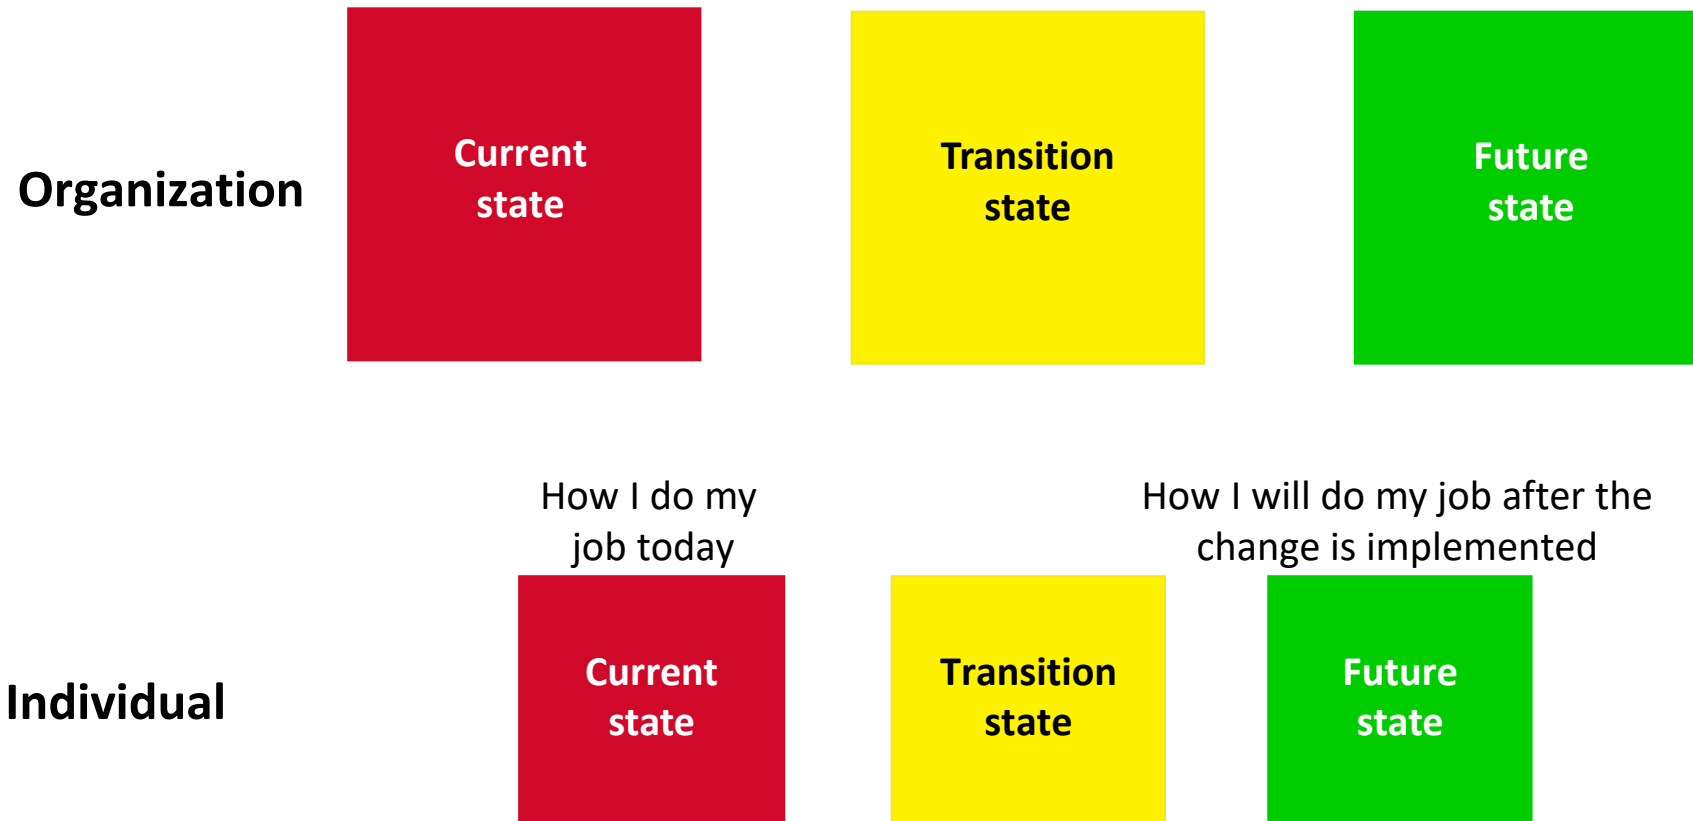 Organization
Current
state
Transition
state
Future
state
How I do my
job today
How I will do my job after the
change is implemented
Individual
Current
state
Transition
state
Future
state